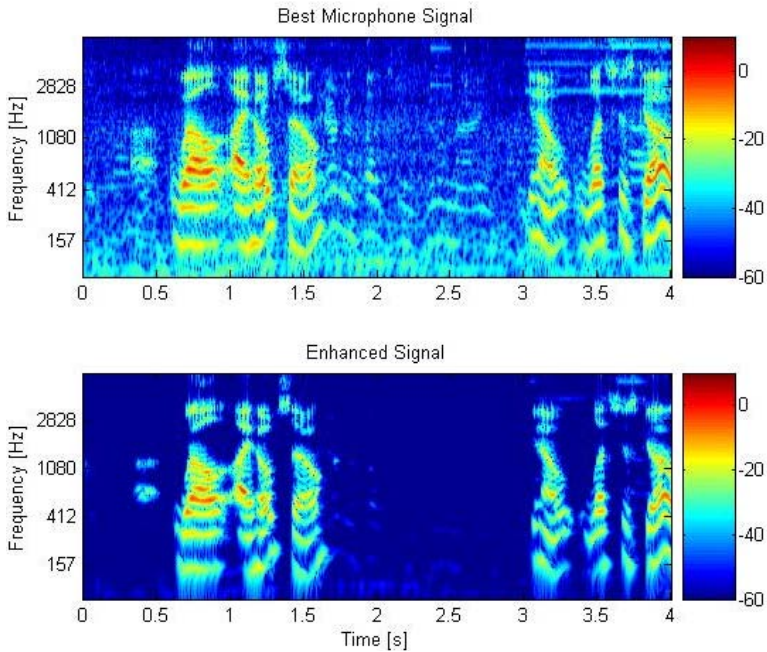 Best Microphone Signal
Frequency [Hz]
2828
1080
412
157
0 0.5 1 1.5 2 2.5 3 3.5 4
0
-20
-40
-60
Enhanced Signal
Frequency [Hz]
2828
1080
412
157
0 0.5 1 1.5 2 2.5 3 3.5 4
Time [s]
0
-20
-40
-60